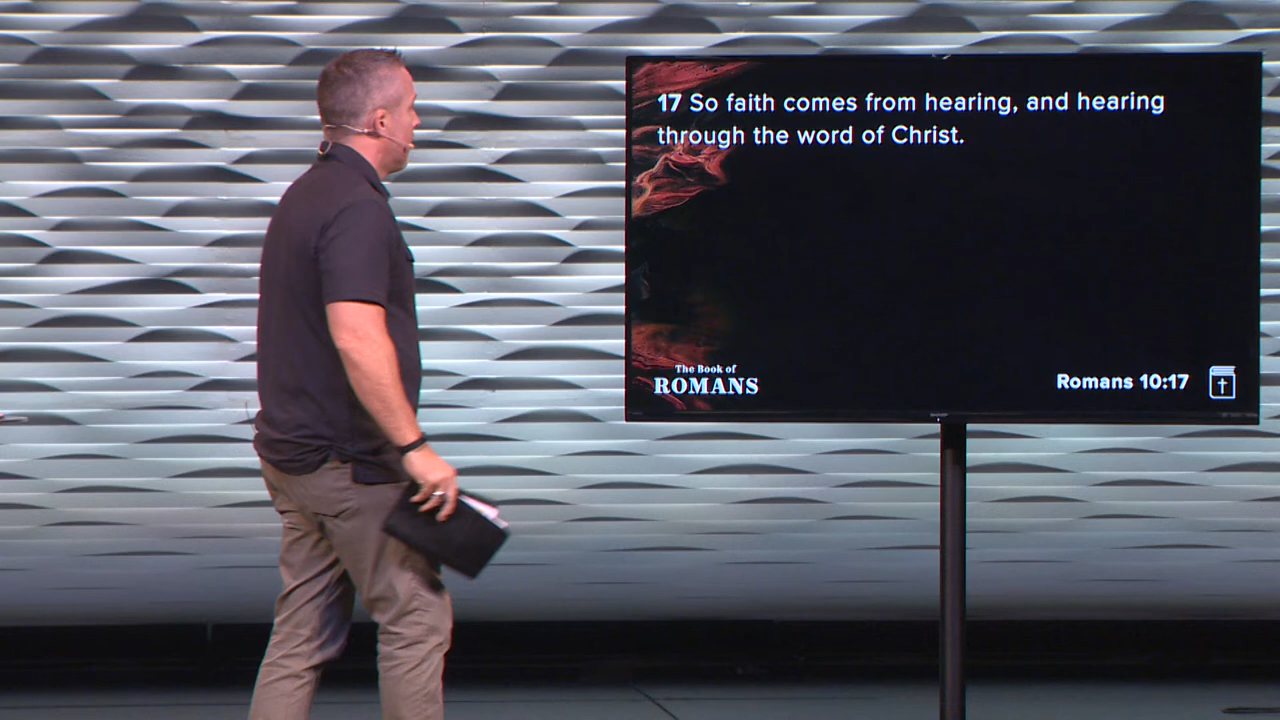 17 So faith comes from hearing, and hearing
through the word of Christ.
The Book of
ROMANS
Romans 10:17